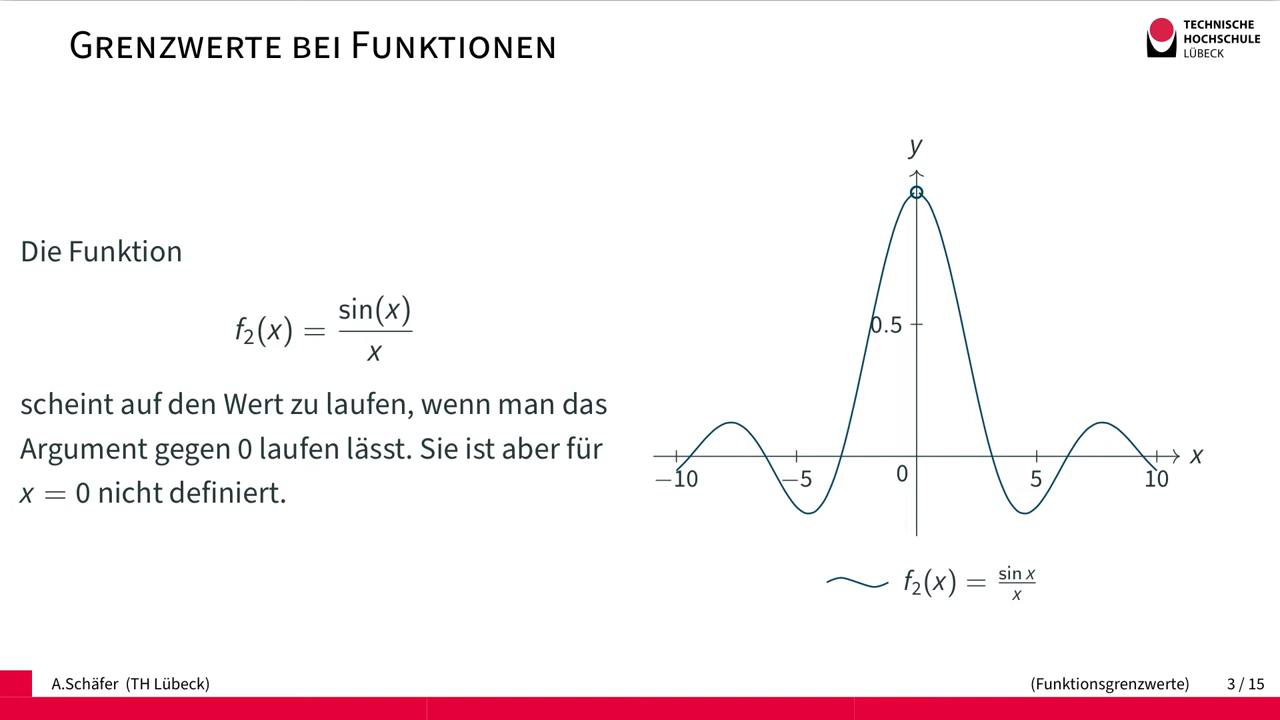 Grenzwerte bei Funktionen
TECHNISCHE
HOCHSCHULE
LÜBECK
Die Funktion
f₂(x) = sin(x)/x
scheint auf den Wert zu laufen, wenn man das
Argument gegen 0 laufen lässt. Sie ist aber für
x = 0 nicht definiert.
y
0.5
x
−10 −5 0 5 10
f₂(x) = sin x/x
A.Schäfer (TH Lübeck) (Funktionsgrenzwerte) 3 / 15